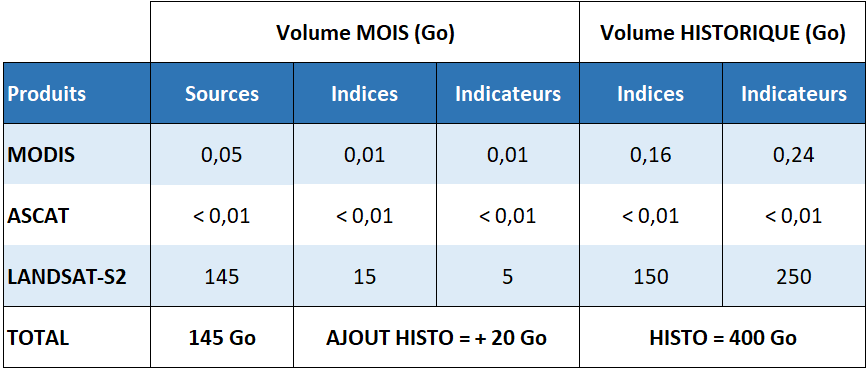 Volume MOIS (Go) Volume HISTORIQUE (Go)
Produits Sources Indices Indicateurs Indices Indicateurs
MODIS 0,05 0,01 0,01 0,16 0,24
ASCAT < 0,01 < 0,01 < 0,01 < 0,01 < 0,01
LANDSAT-S2 145 15 5 150 250
TOTAL 145 Go AJOUT HISTO = + 20 Go HISTO = 400 Go